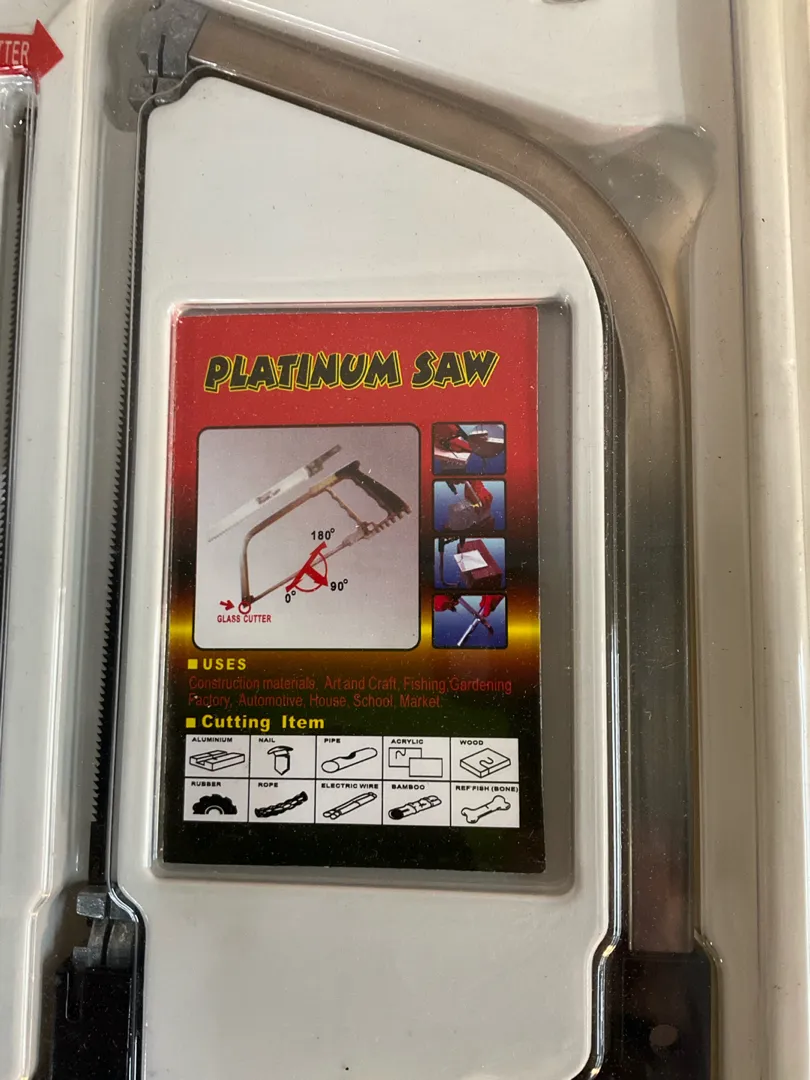 TTER
PLATINUM SAW
180°
90°
0°
GLASS CUTTER
USES
Construction materials, Art and Craft, Fishing, Gardening
Factory, Automotive, House, School, Market.
Cutting Item
ALUMINIUM NAIL PIPE ACRYLIC WOOD
RUBBER ROPE ELECTRIC WIRE BAMBOO REF'FISH (BONE)